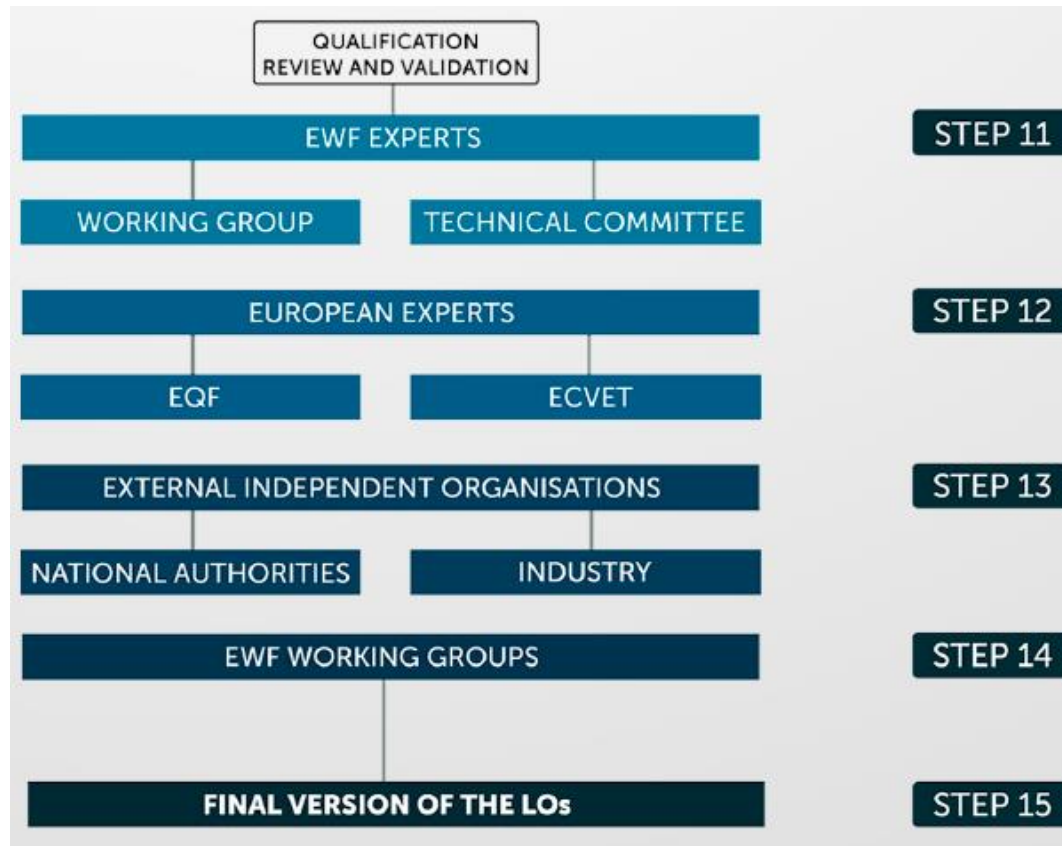 QUALIFICATION
REVIEW AND VALIDATION
EWF EXPERTS
STEP 11
WORKING GROUP
TECHNICAL COMMITTEE
EUROPEAN EXPERTS
STEP 12
EQF
ECVET
EXTERNAL INDEPENDENT ORGANISATIONS
STEP 13
NATIONAL AUTHORITIES
INDUSTRY
EWF WORKING GROUPS
STEP 14
FINAL VERSION OF THE LOs
STEP 15